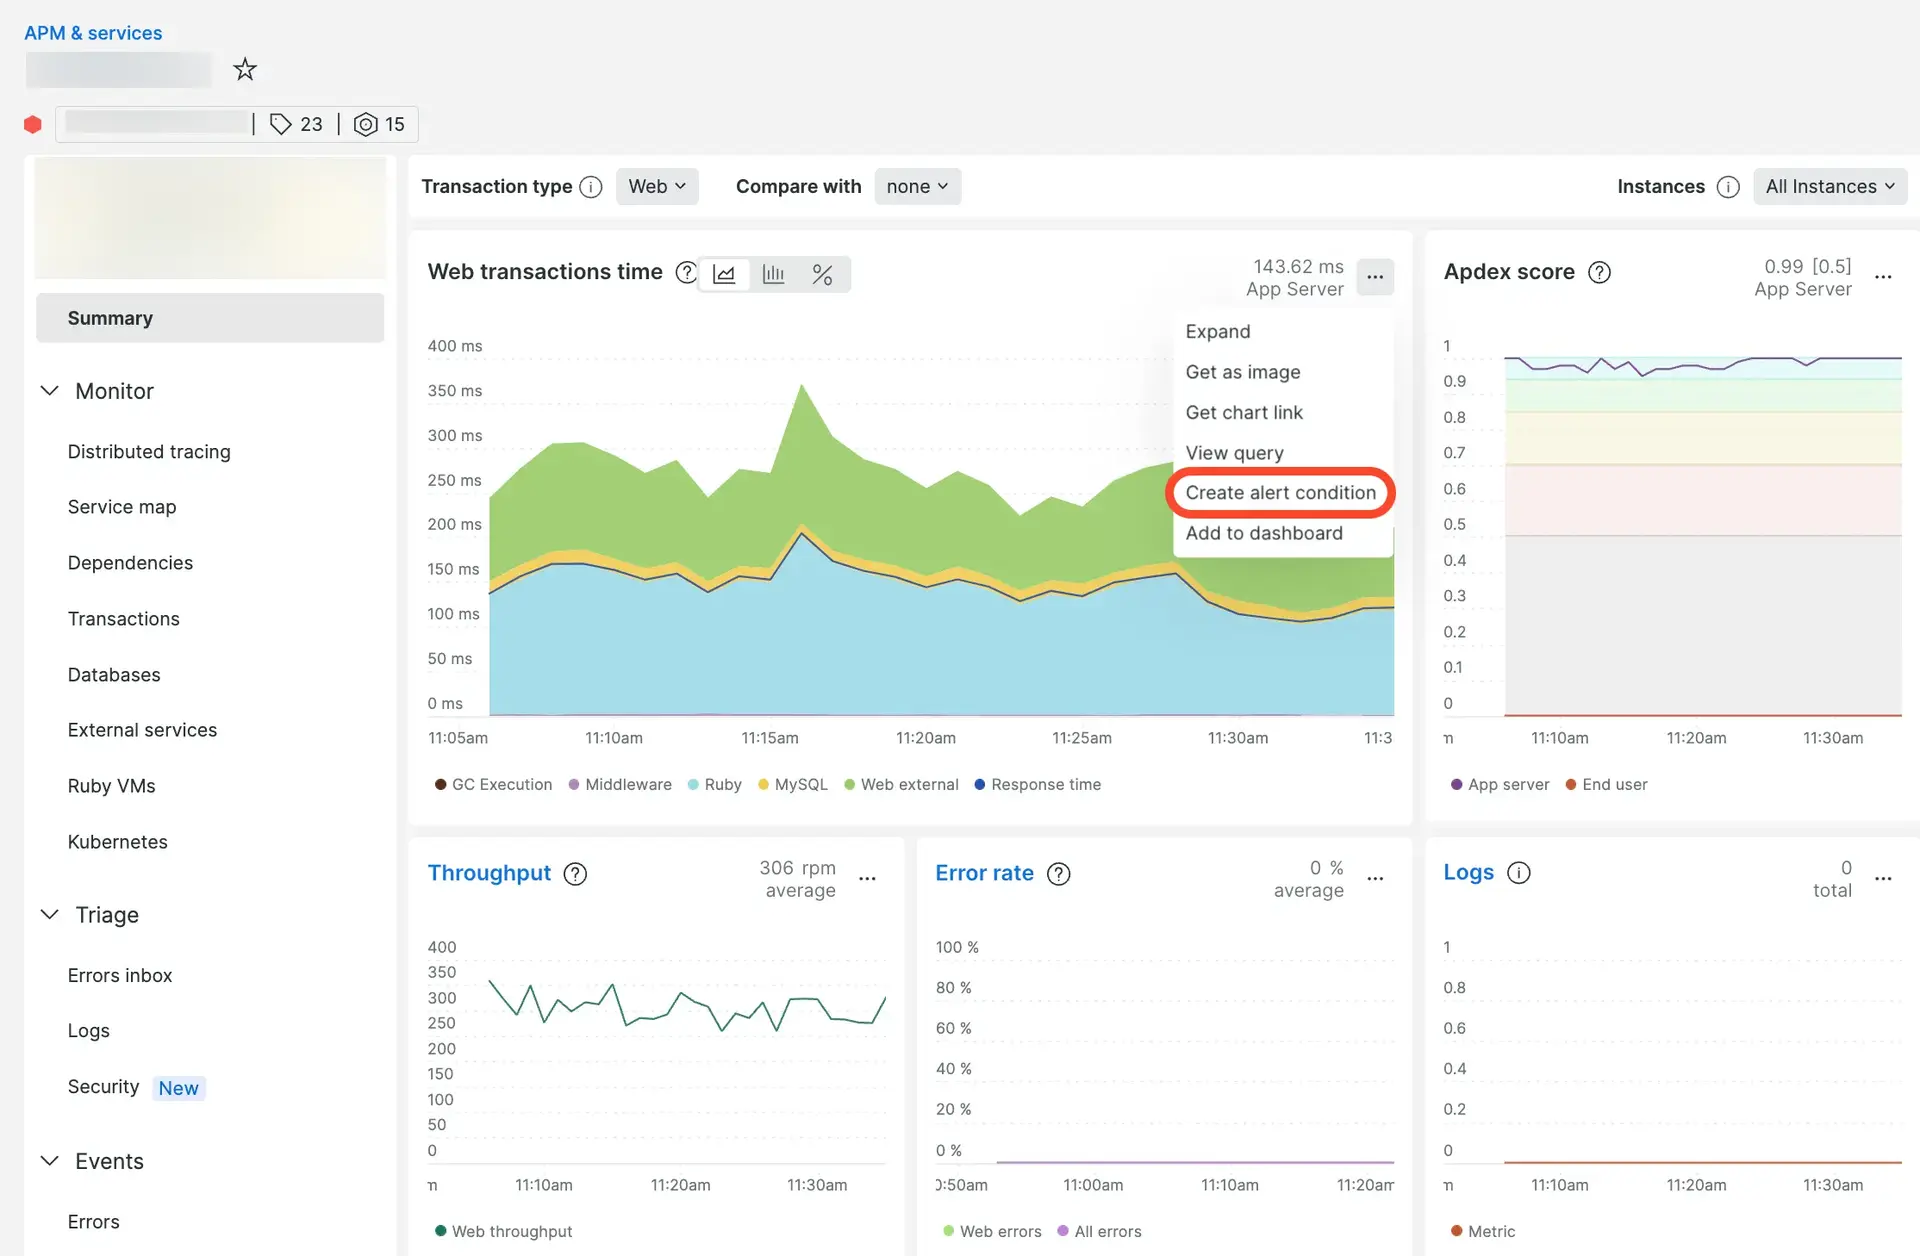 APM & services
23
15
Transaction type
Web
Compare with
none
Instances
All Instances
Summary
Monitor
Distributed tracing
Service map
Dependencies
Transactions
Databases
External services
Ruby VMs
Kubernetes
Triage
Errors inbox
Logs
Security New
Events
Errors
Web transactions time
%
143.62 ms
App Server
Expand
Get as image
Get chart link
View query
Create alert condition
Add to dashboard
400 ms
350 ms
300 ms
250 ms
200 ms
150 ms
100 ms
50 ms
0 ms
11:05am 11:10am 11:15am 11:20am 11:25am 11:30am 11:3
GC Execution Middleware Ruby MySQL Web external Response time
Apdex score
0.99 [0.5]
App Server
1
0.9
0.8
0.7
0.6
0.5
0.4
0.3
0.2
0.1
0
11:10am 11:20am 11:30am
App server End user
Throughput
306 rpm
average
400
350
300
250
200
150
100
50
0
11:10am 11:20am 11:30am
Web throughput
Error rate
0 %
average
100 %
80 %
60 %
40 %
20 %
0 %
:50am 11:00am 11:10am 11:20am
Web errors All errors
Logs
0
total
1
0.8
0.6
0.4
0.2
0
11:10am 11:20am 11:30am
Metric